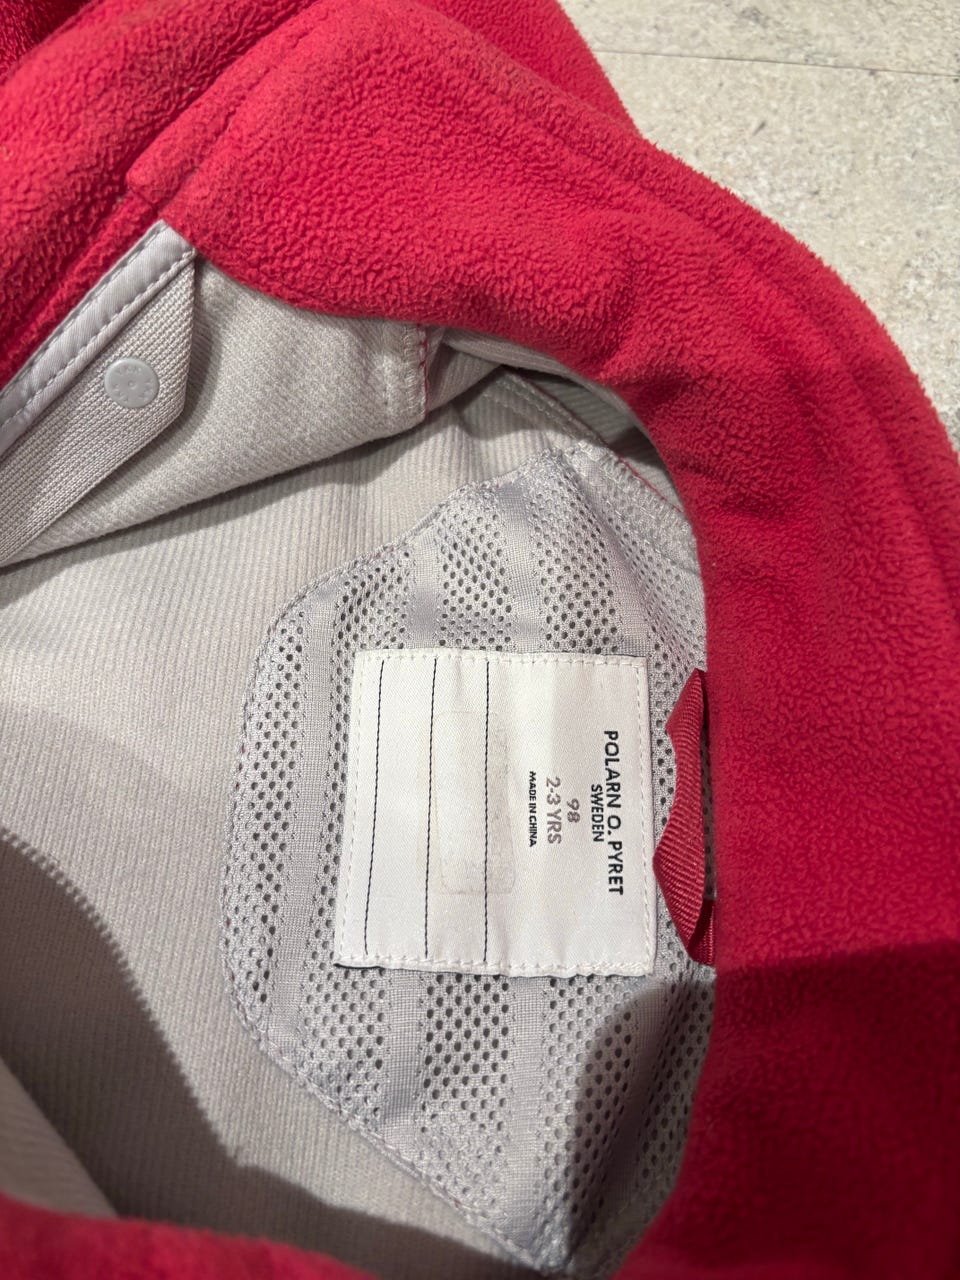 POLARN O. PYRET
SWEDEN
98
2-3 YRS
MADE IN CHINA